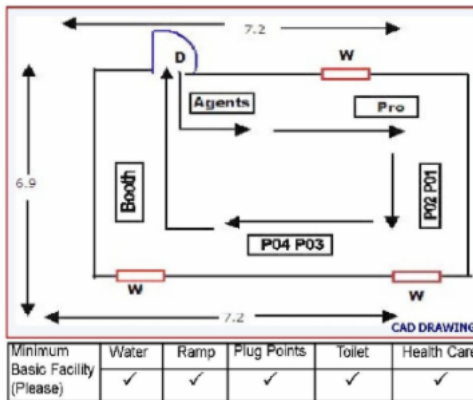 7.2
D
W
Agents
Pro
6.9
Booth
P02 P01
P04 P03
W
W
7.2
CAD DRAWING
Minimum Basic Facility (Please) Water Ramp Plug Points Toilet Health Care
✓ ✓ ✓ ✓ ✓